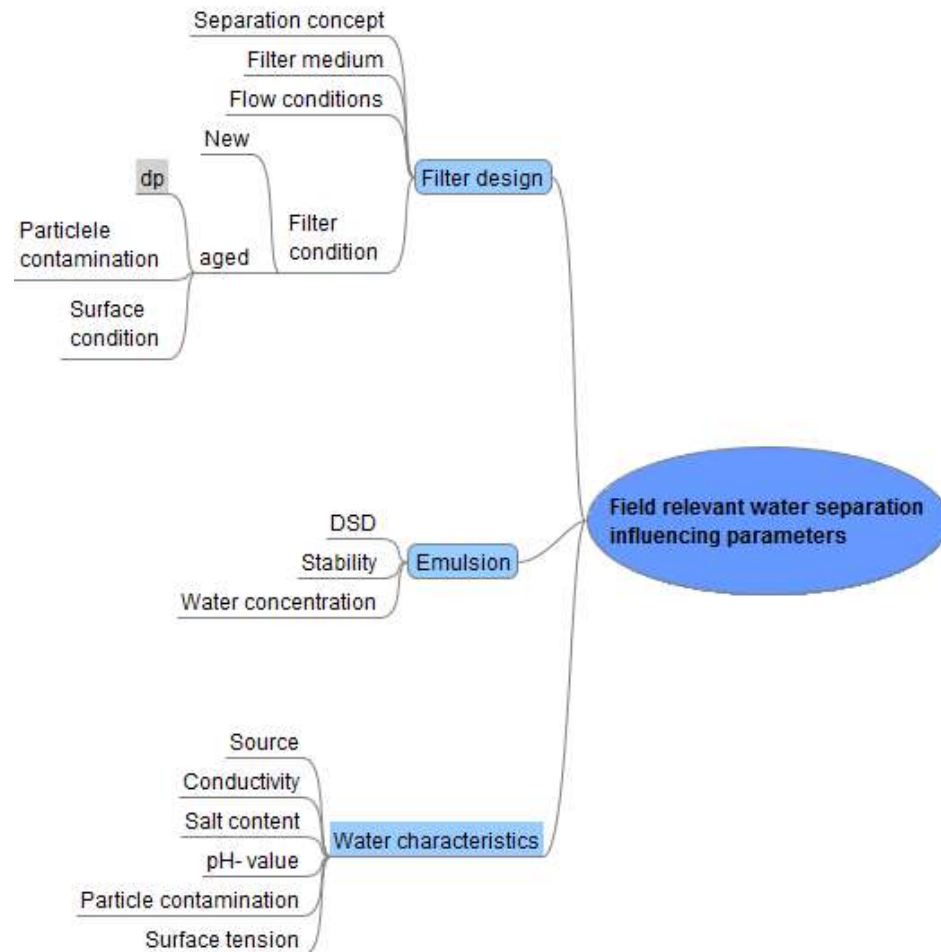 Separation concept
Filter medium
Flow conditions
New
Filter design
dp
Particlele
contamination
aged
Filter
condition
Surface
condition
Field relevant water separation
influencing parameters
DSD
Stability
Emulsion
Water concentration
Source
Conductivity
Salt content
Water characteristics
pH- value
Particle contamination
Surface tension